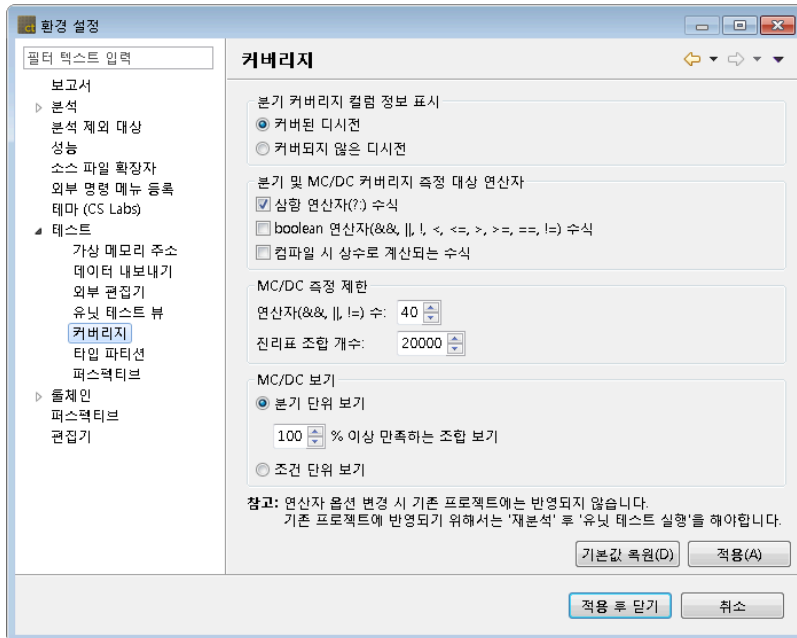 ct 환경 설정
필터 텍스트 입력
보고서
분석
분석 제외 대상
성능
소스 파일 확장자
외부 명령 메뉴 등록
테마 (CS Labs)
테스트
가상 메모리 주소
데이터 내보내기
외부 편집기
유닛 테스트 뷰
커버리지
타입 파티션
퍼스펙티브
툴체인
퍼스펙티브
편집기
커버리지
분기 커버리지 컬럼 정보 표시
커버된 디시전
커버되지 않은 디시전
분기 및 MC/DC 커버리지 측정 대상 연산자
삼항 연산자(?:) 수식
boolean 연산자(&&, ||, !, <, <=, >, >=, ==, !=) 수식
컴파일 시 상수로 계산되는 수식
MC/DC 측정 제한
연산자(&&, ||, !=) 수: 40
진리표 조합 개수: 20000
MC/DC 보기
분기 단위 보기
100 % 이상 만족하는 조합 보기
조건 단위 보기
참고: 연산자 옵션 변경 시 기존 프로젝트에는 반영되지 않습니다.
기존 프로젝트에 반영되기 위해서는 '재분석' 후 '유닛 테스트 실행'을 해야합니다.
기본값 복원(D) 적용(A)
적용 후 닫기 취소